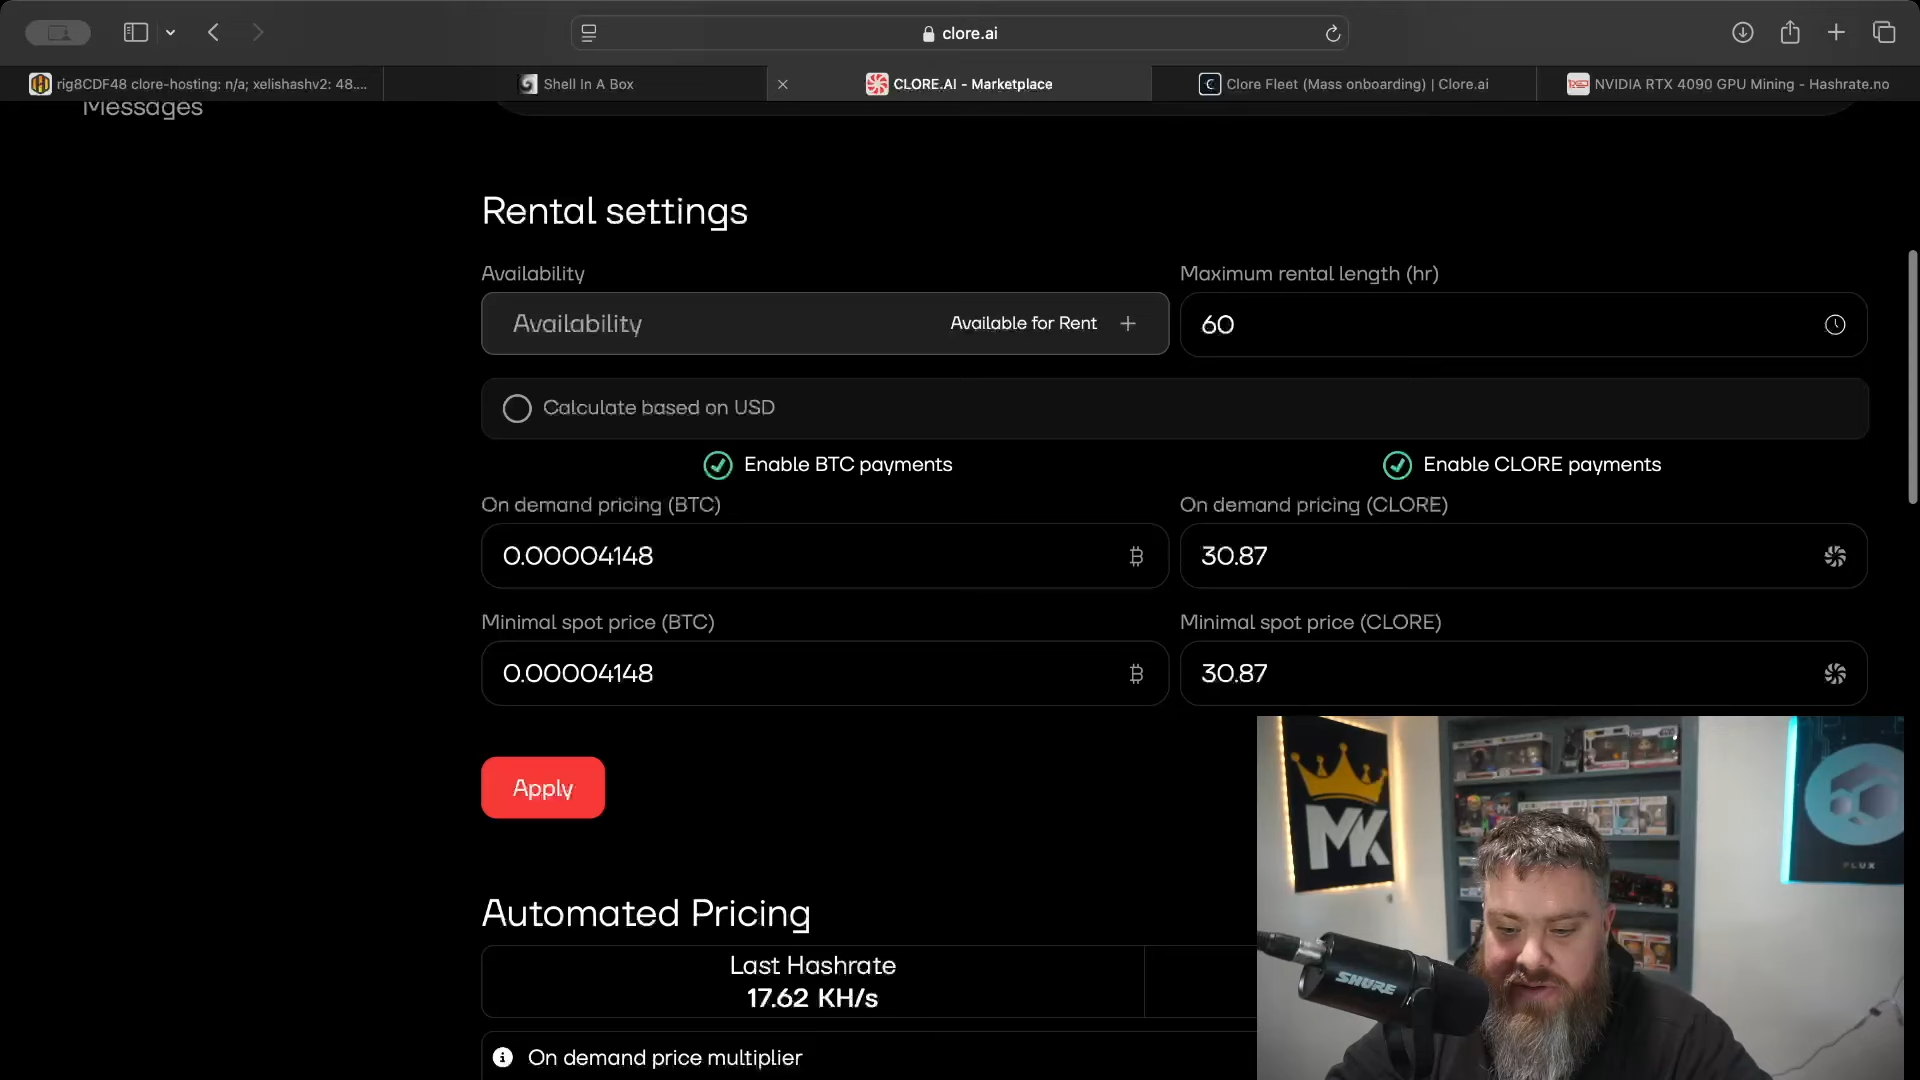 clore.ai
rig8CDF48 clore-hosting: n/a; xelishashv2: 48....
Shell In A Box
CLORE.AI - Marketplace
Clore Fleet (Mass onboarding) | Clore.ai
NVIDIA RTX 4090 GPU Mining - Hashrate.no
Messages
Rental settings
Availability
Maximum rental length (hr)
Availability
Available for Rent
60
Calculate based on USD
Enable BTC payments
Enable CLORE payments
On demand pricing (BTC)
On demand pricing (CLORE)
0.00004148
30.87
Minimal spot price (BTC)
Minimal spot price (CLORE)
0.00004148
30.87
Apply
Automated Pricing
Last Hashrate
17.62 KH/s
On demand price multiplier
MK
FLUX
SHURE